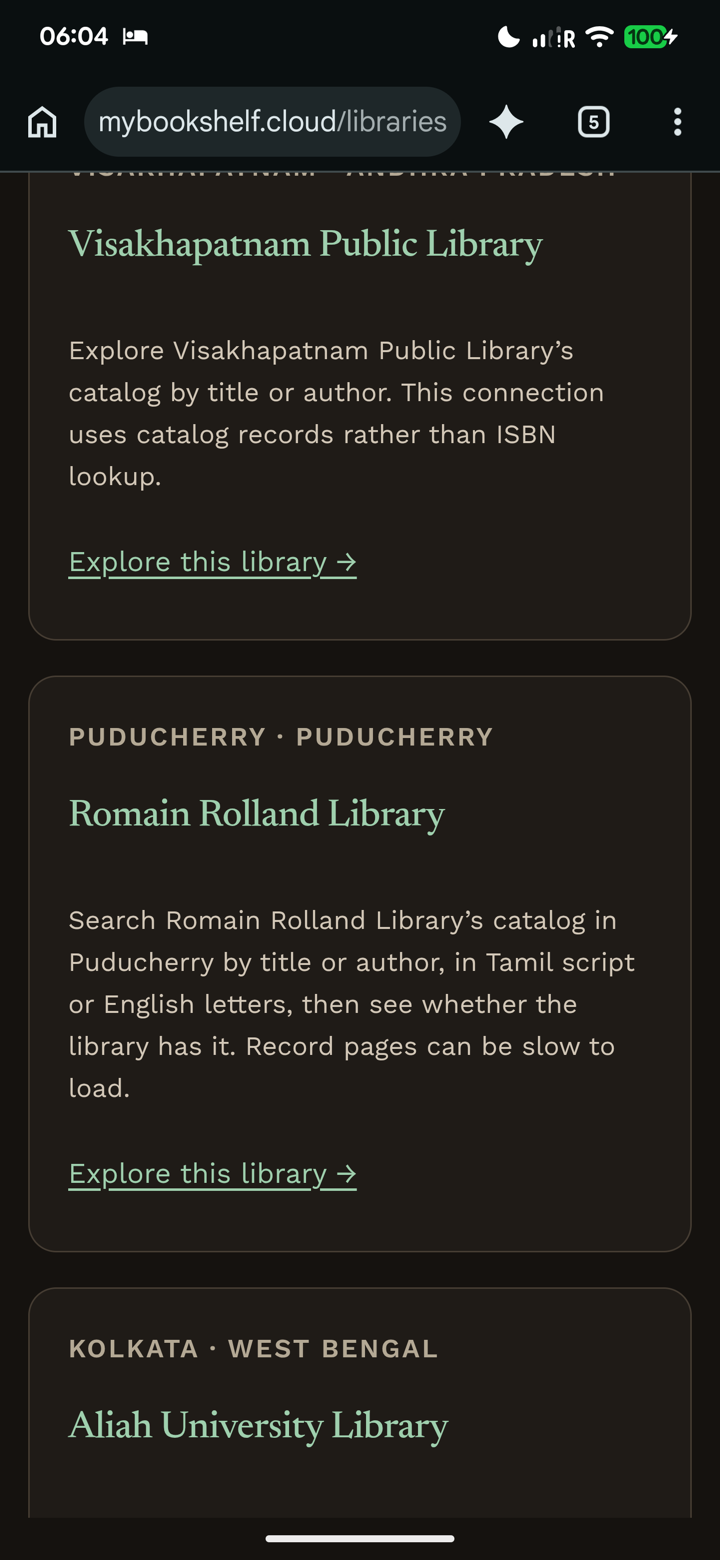 06:04
R
100
mybookshelf.cloud/libraries
5
VISAKHAPATNAM · ANDHRA PRADESH
Visakhapatnam Public Library
Explore Visakhapatnam Public Library’s
catalog by title or author. This connection
uses catalog records rather than ISBN
lookup.
Explore this library →
PUDUCHERRY · PUDUCHERRY
Romain Rolland Library
Search Romain Rolland Library’s catalog in
Puducherry by title or author, in Tamil script
or English letters, then see whether the
library has it. Record pages can be slow to
load.
Explore this library →
KOLKATA · WEST BENGAL
Aliah University Library